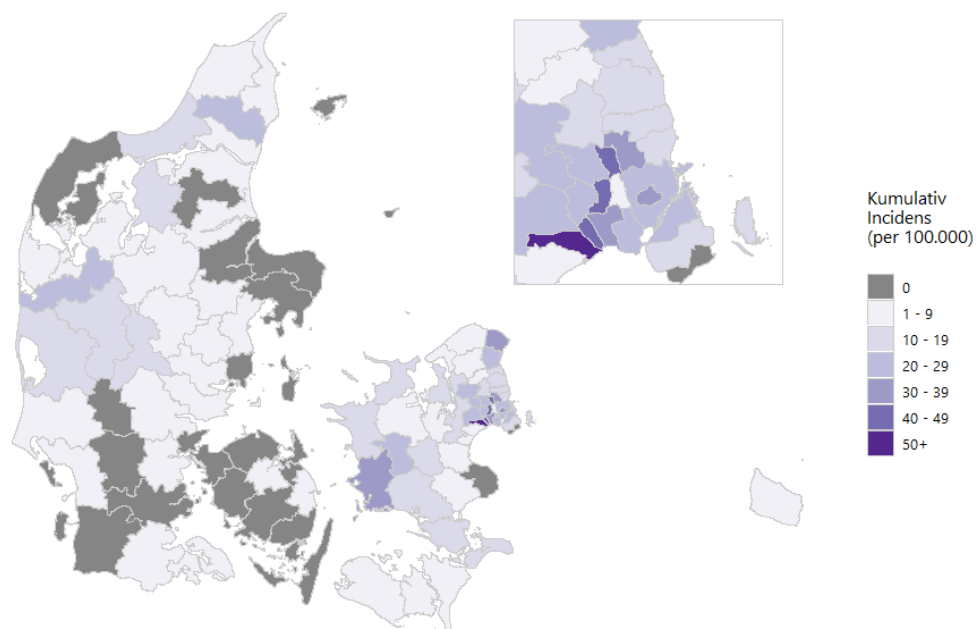 Kumulativ
Incidens
(per 100.000)
0
1 - 9
10 - 19
20 - 29
30 - 39
40 - 49
50+